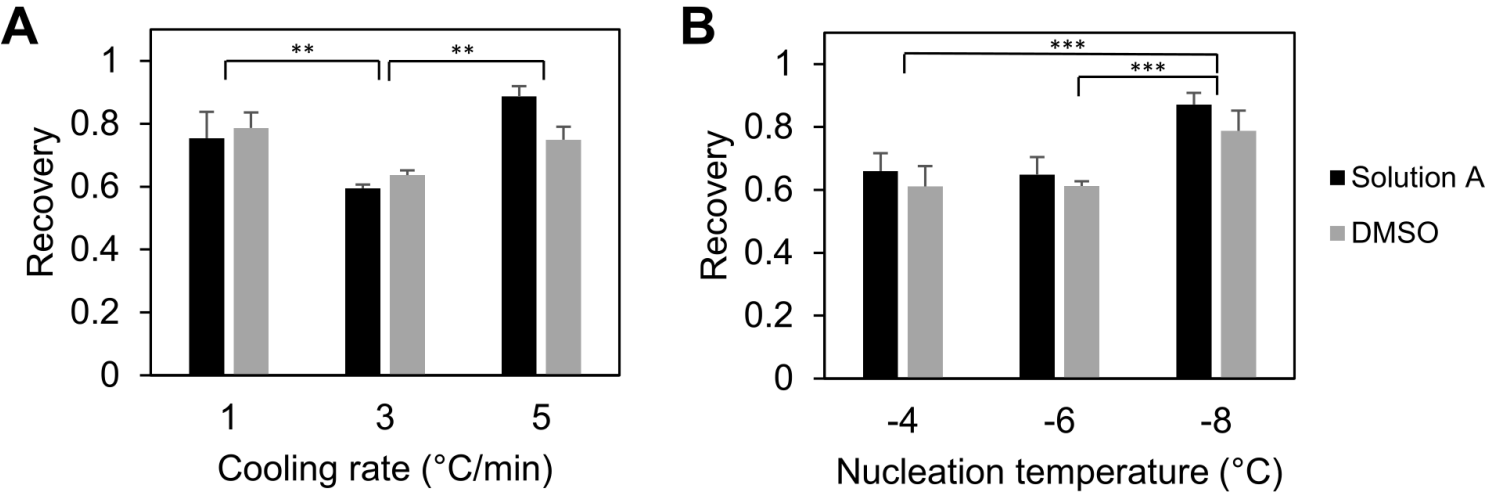 A
** **
1
0.8
0.6
0.4
0.2
0
Recovery
1 3 5
Cooling rate (°C/min)
B
***
***
1
0.8
0.6
0.4
0.2
0
Recovery
-4 -6 -8
Nucleation temperature (°C)
Solution A
DMSO